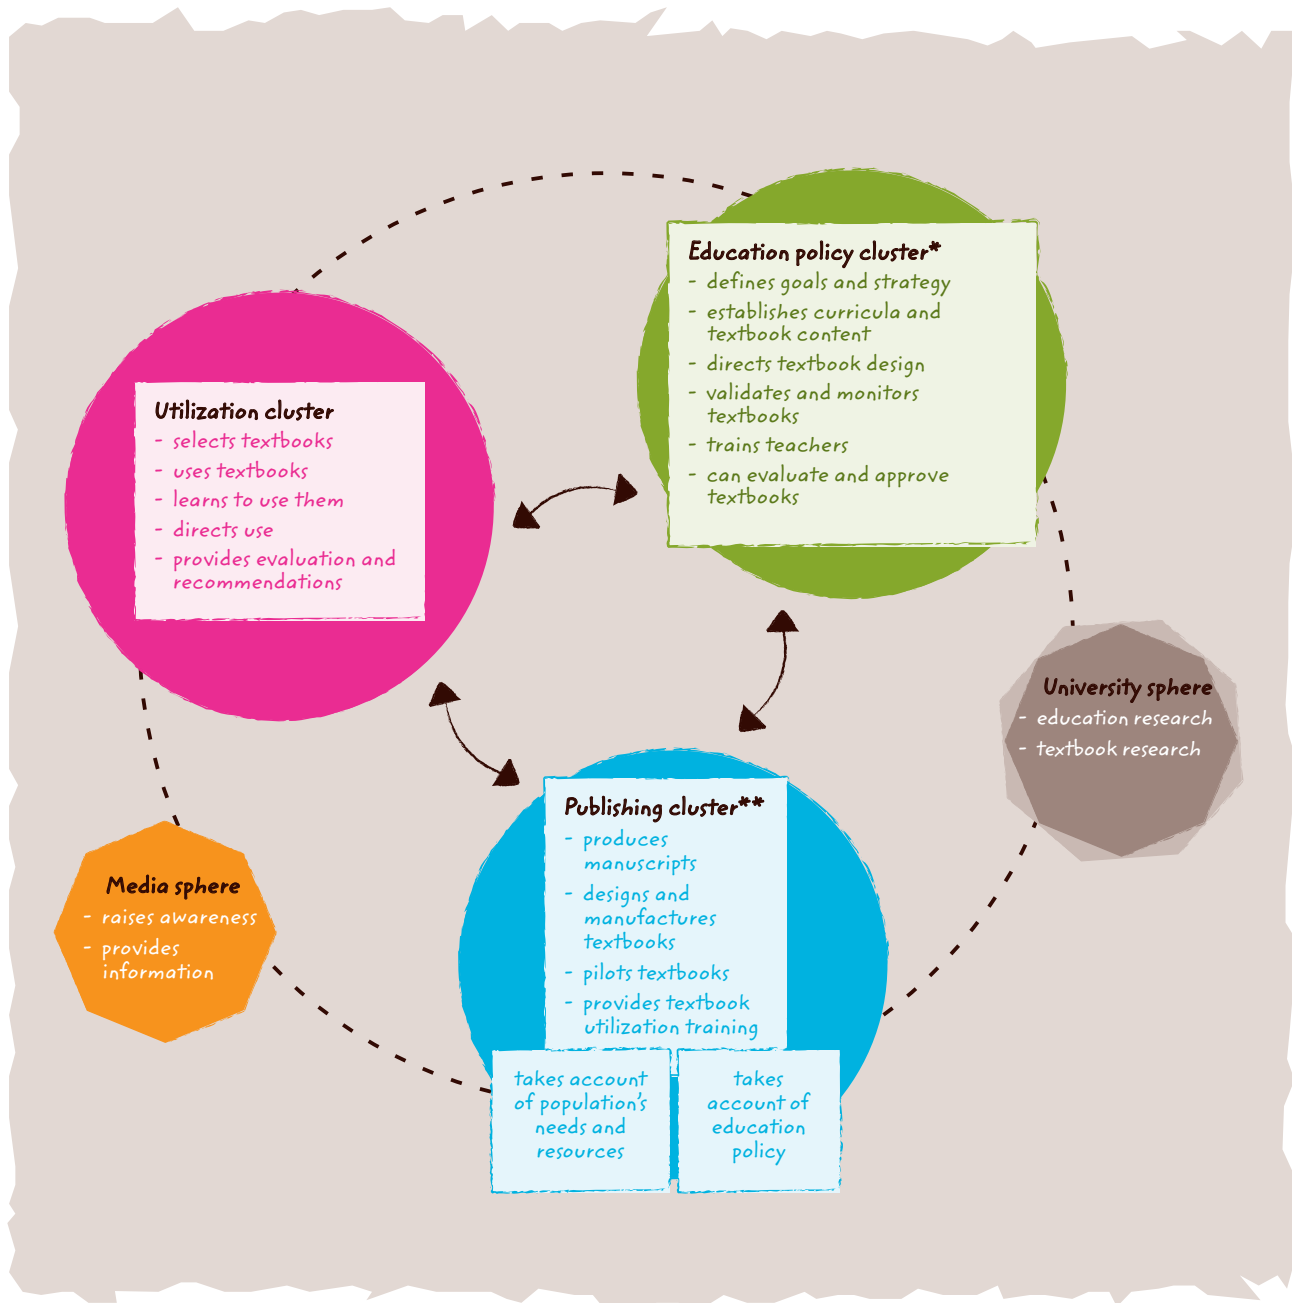 Education policy cluster*
- defines goals and strategy
- establishes curricula and
textbook content
- directs textbook design
- validates and monitors
textbooks
- trains teachers
- can evaluate and approve
textbooks
Utilization cluster
- selects textbooks
- uses textbooks
- learns to use them
- directs use
- provides evaluation and
recommendations
University sphere
- education research
- textbook research
Publishing cluster**
- produces
manuscripts
- designs and
manufactures
textbooks
- pilots textbooks
- provides textbook
utilization training
takes account
of population's
needs and
resources
takes
account of
education
policy
Media sphere
- raises awareness
- provides
information